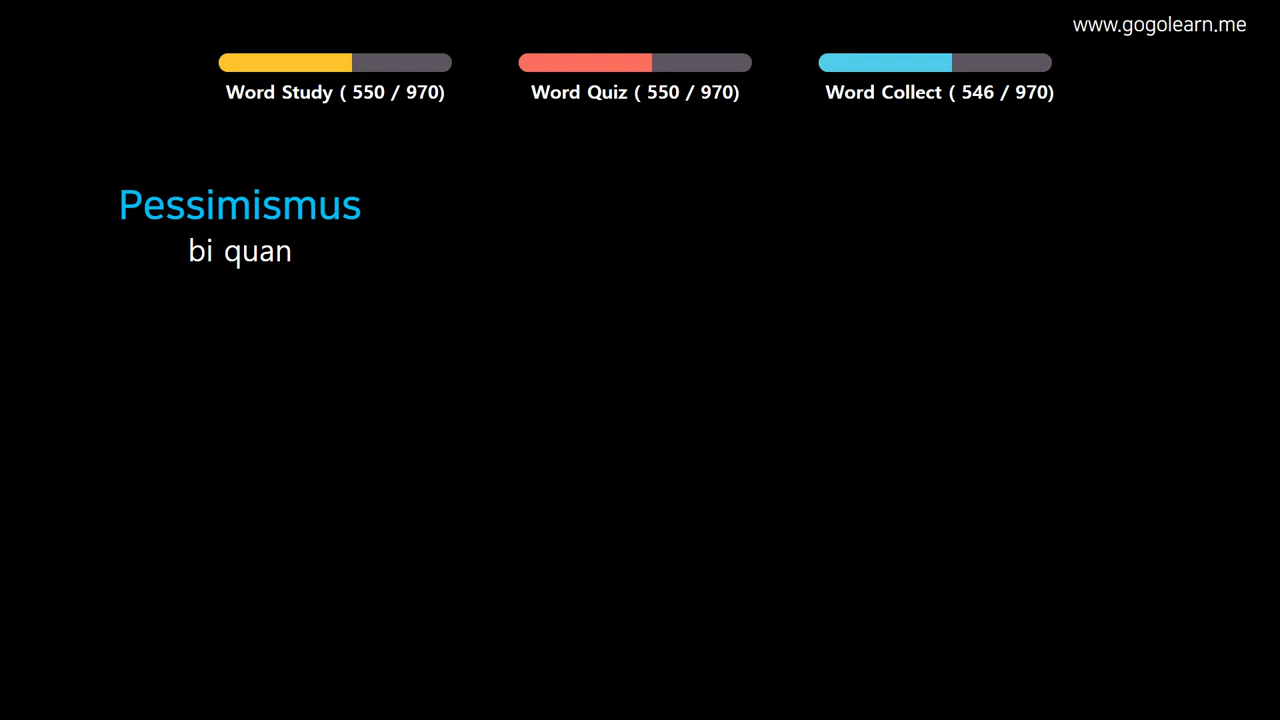 www.gogolearn.me
Word Study ( 550 / 970)
Word Quiz ( 550 / 970)
Word Collect ( 546 / 970)
Pessimismus
bi quan